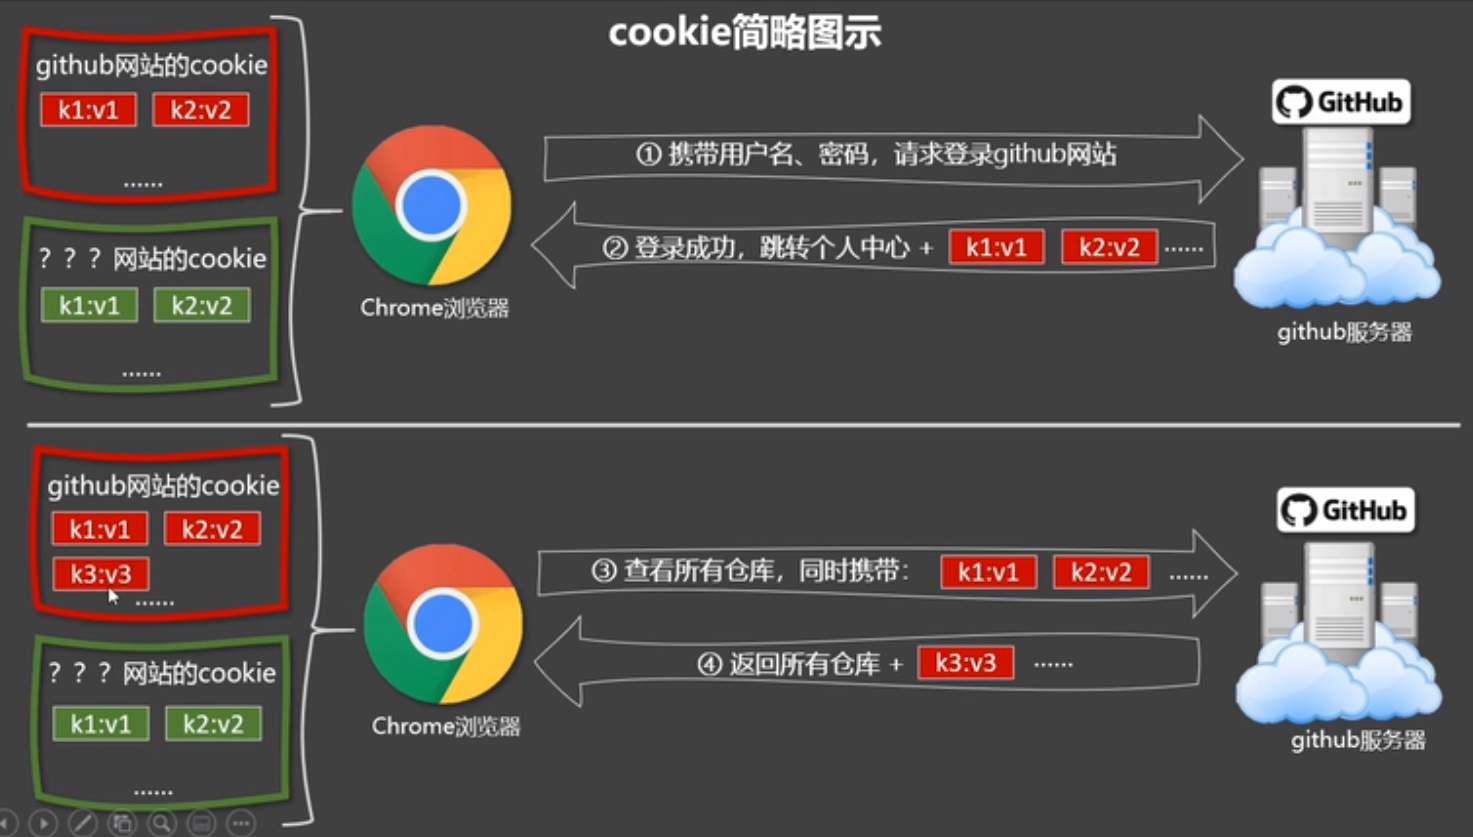 cookie简略图示
github网站的cookie
k1:v1 k2:v2
......
？？？网站的cookie
k1:v1 k2:v2
......
Chrome浏览器
① 携带用户名、密码，请求登录github网站
② 登录成功，跳转个人中心 + k1:v1 k2:v2 ......
GitHub
github服务器
github网站的cookie
k1:v1 k2:v2
k3:v3
......
？？？网站的cookie
k1:v1 k2:v2
......
Chrome浏览器
③ 查看所有仓库，同时携带： k1:v1 k2:v2 ......
④ 返回所有仓库 + k3:v3 ......
GitHub
github服务器